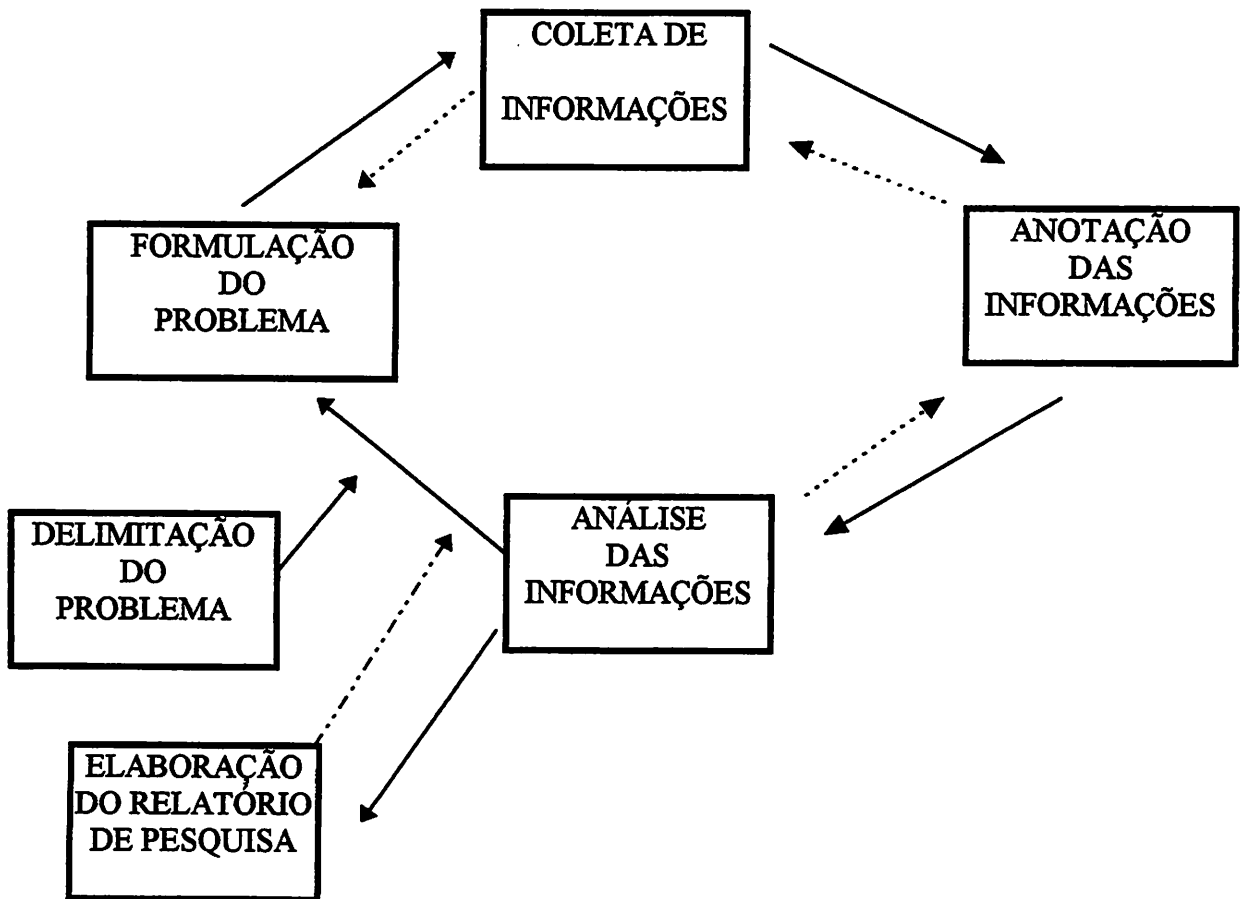 COLETA DE
INFORMAÇÕES
FORMULAÇÃO
DO
PROBLEMA
ANOTAÇÃO
DAS
INFORMAÇÕES
DELIMITAÇÃO
DO
PROBLEMA
ANÁLISE
DAS
INFORMAÇÕES
ELABORAÇÃO
DO RELATÓRIO
DE PESQUISA